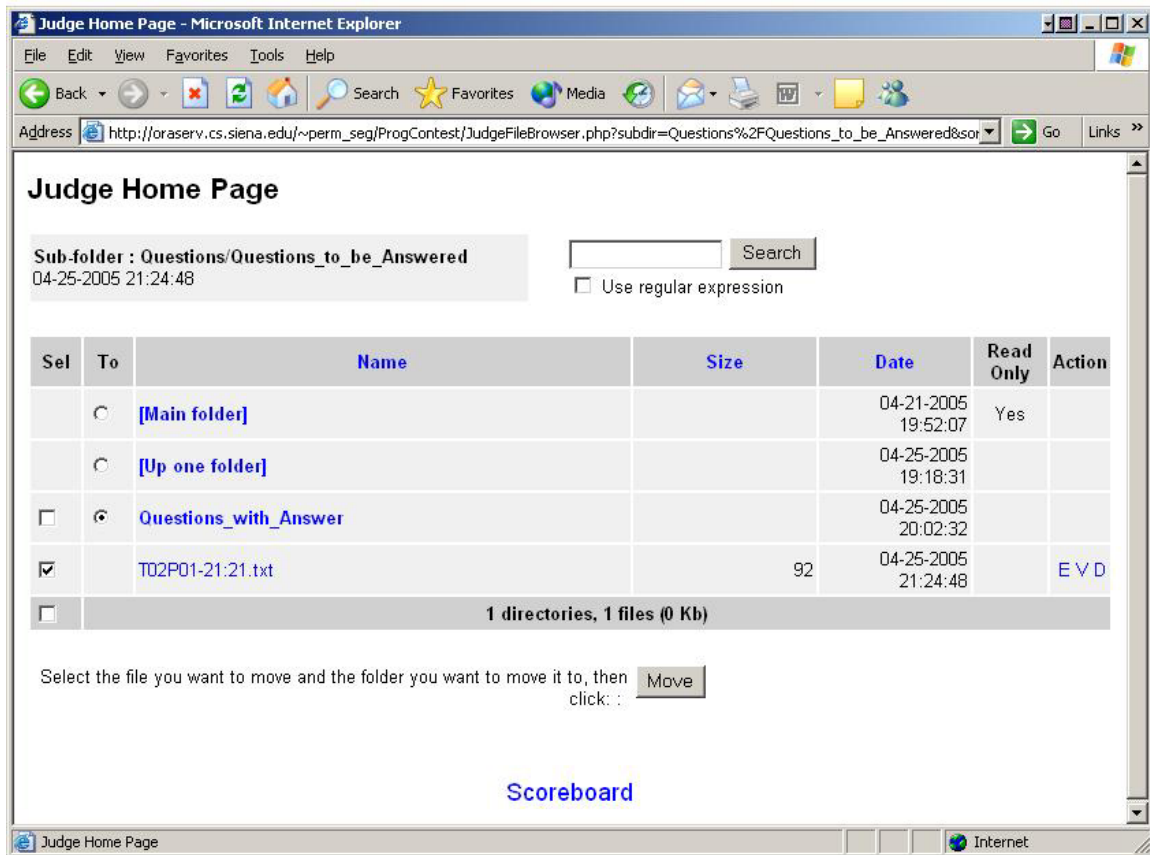 Judge Home Page - Microsoft Internet Explorer
File Edit View Favorites Tools Help
Back Search Favorites Media
Address http://oraserv.cs.siena.edu/~perm_seg/ProgContest/JudgeFileBrowser.php?subdir=Questions%2FQuestions_to_be_Answered&sor Go Links »
Judge Home Page
Sub-folder : Questions/Questions_to_be_Answered
04-25-2005 21:24:48
Search
Use regular expression
Sel To Name Size Date Read Only Action
[Main folder] 04-21-2005 19:52:07 Yes
[Up one folder] 04-25-2005 19:18:31
Questions_with_Answer 04-25-2005 20:02:32
T02P01-21:21.txt 92 04-25-2005 21:24:48 E V D
1 directories, 1 files (0 Kb)
Select the file you want to move and the folder you want to move it to, then
click: :
Move
Scoreboard
Judge Home Page Internet